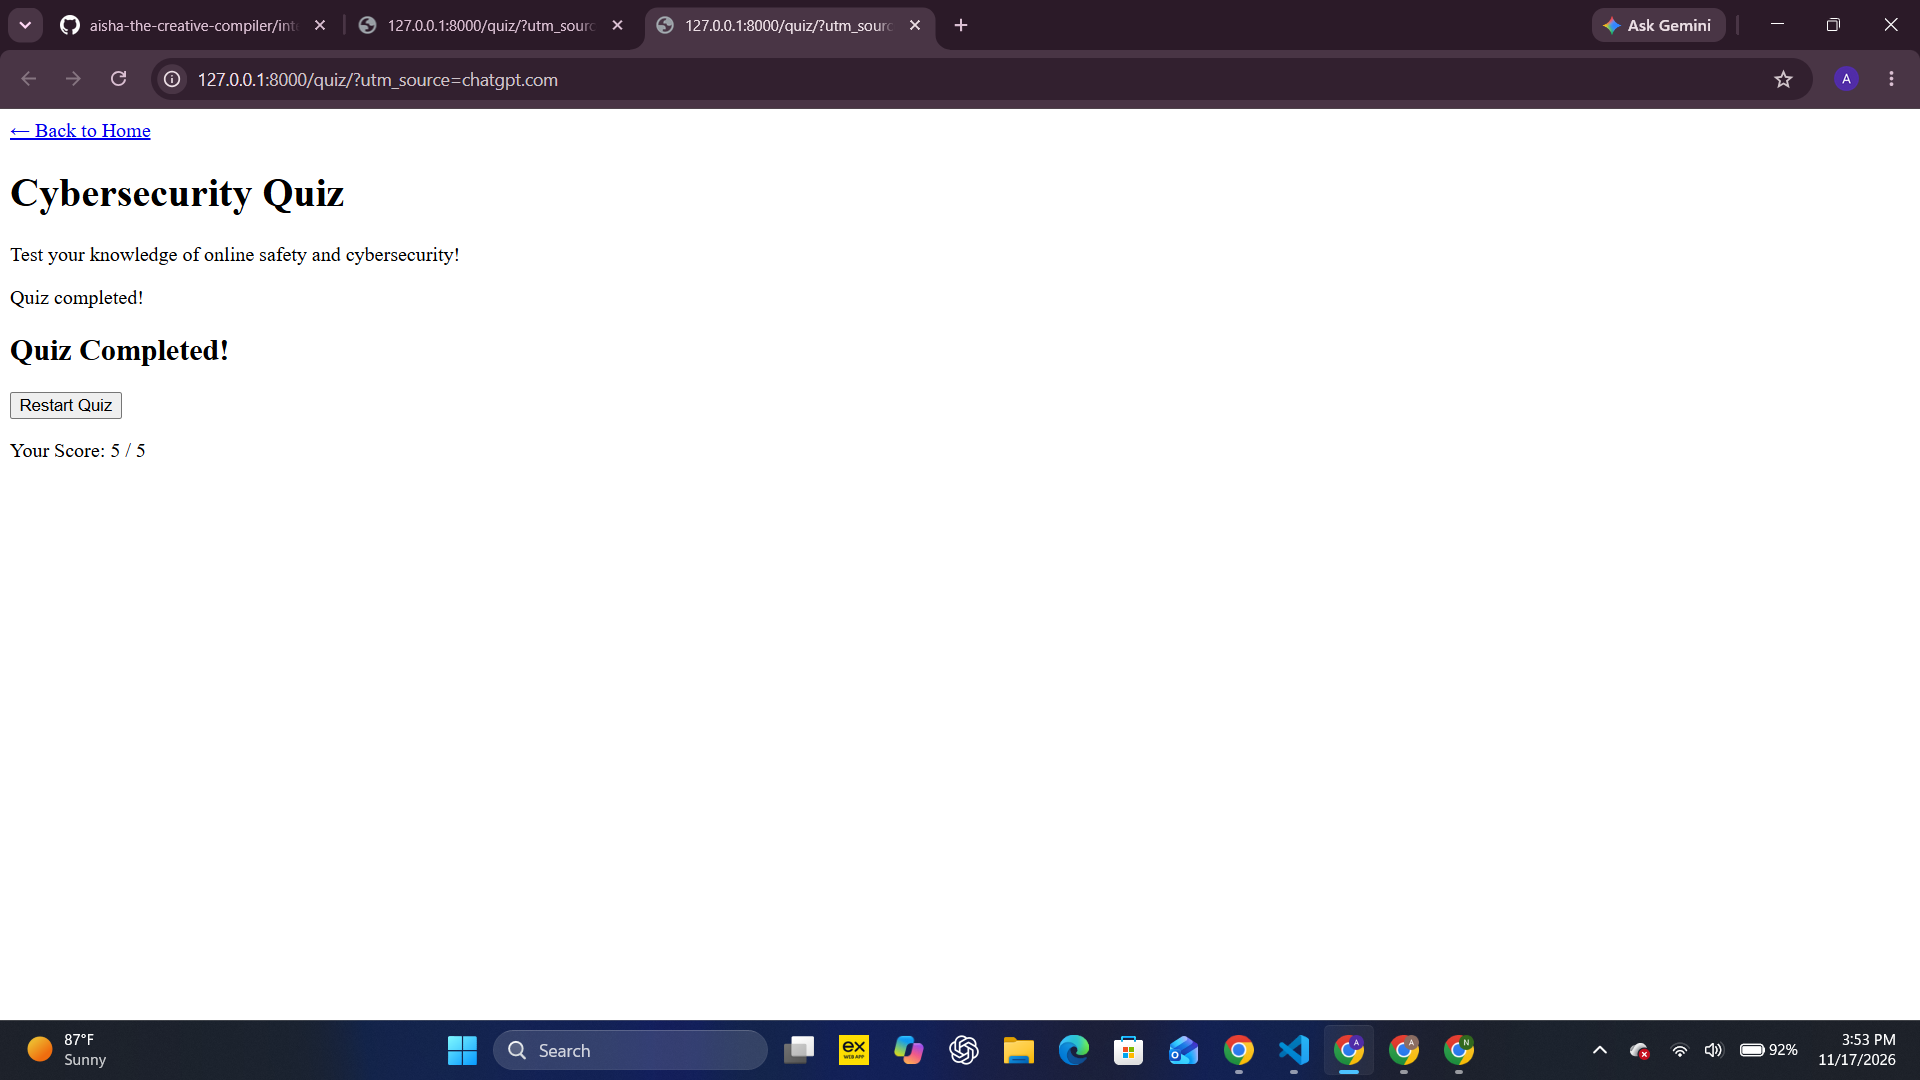 aisha-the-creative-compiler/int
127.0.0.1:8000/quiz/?utm_sourc
127.0.0.1:8000/quiz/?utm_sourc
Ask Gemini
127.0.0.1:8000/quiz/?utm_source=chatgpt.com
A
← Back to Home
Cybersecurity Quiz
Test your knowledge of online safety and cybersecurity!
Quiz completed!
Quiz Completed!
Restart Quiz
Your Score: 5 / 5
87°F
Sunny
Search
ex
WEB APP
A
A
N
92%
3:53 PM
11/17/2026